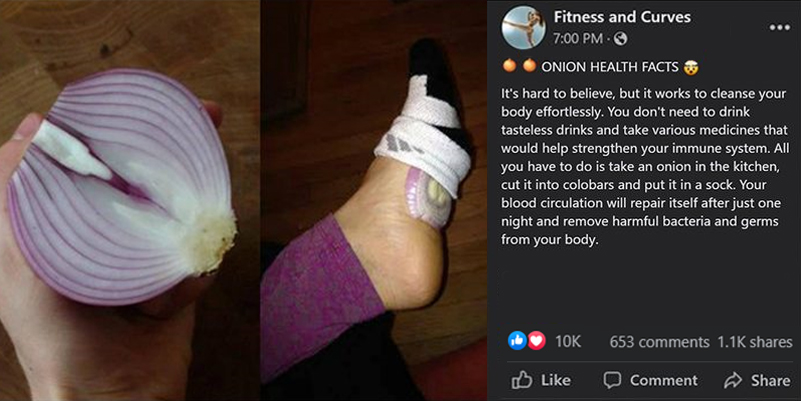 Fitness and Curves
7:00 PM ·
🍊 🍊 ONION HEALTH FACTS 🤯
It's hard to believe, but it works to cleanse your
body effortlessly. You don't need to drink
tasteless drinks and take various medicines that
would help strengthen your immune system. All
you have to do is take an onion in the kitchen,
cut it into colobars and put it in a sock. Your
blood circulation will repair itself after just one
night and remove harmful bacteria and germs
from your body.
10K 653 comments 1.1K shares
Like Comment Share